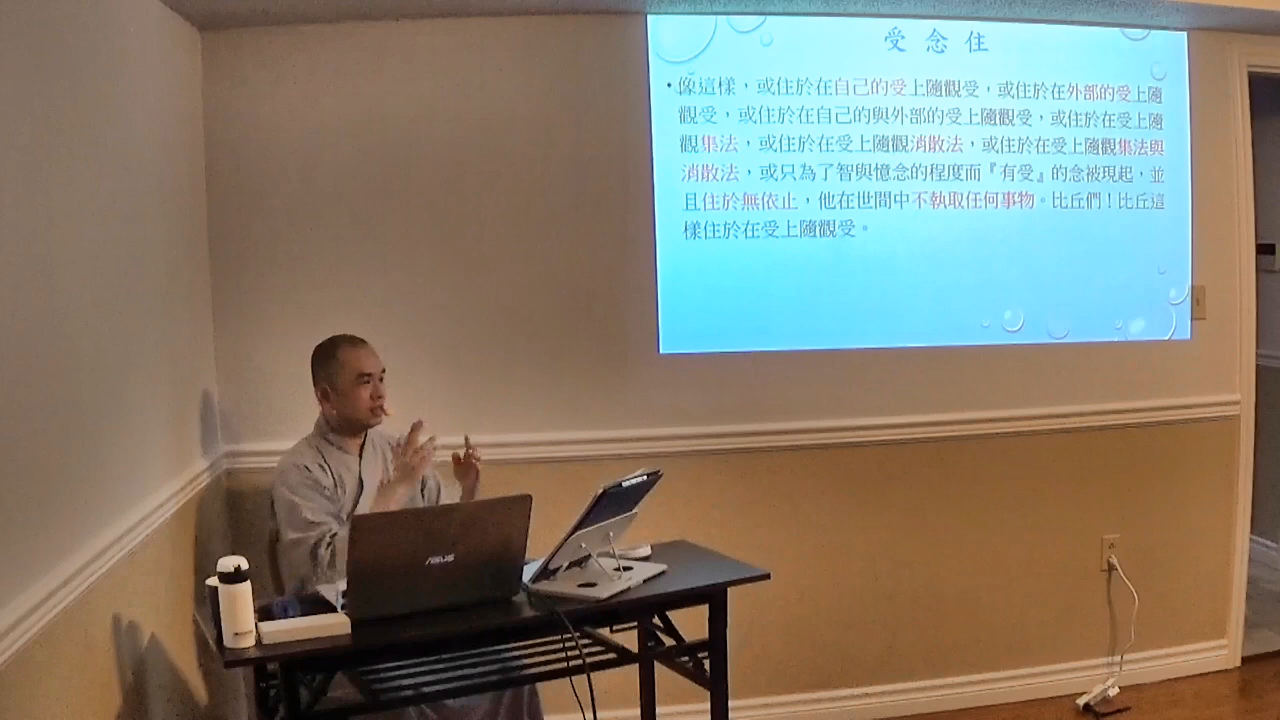 受念住
•像這樣，或住於在自己的受上隨觀受，或住於在外部的受上隨
觀受，或住於在自己的與外部的受上隨觀受，或住於在受上隨
觀集法，或住於在受上隨觀消散法，或住於在受上隨觀集法與
消散法，或只為了智與憶念的程度而『有受』的念被現起，並
且住於無依止，他在世間中不執取任何事物。比丘們！比丘這
樣住於在受上隨觀受。
ASUS